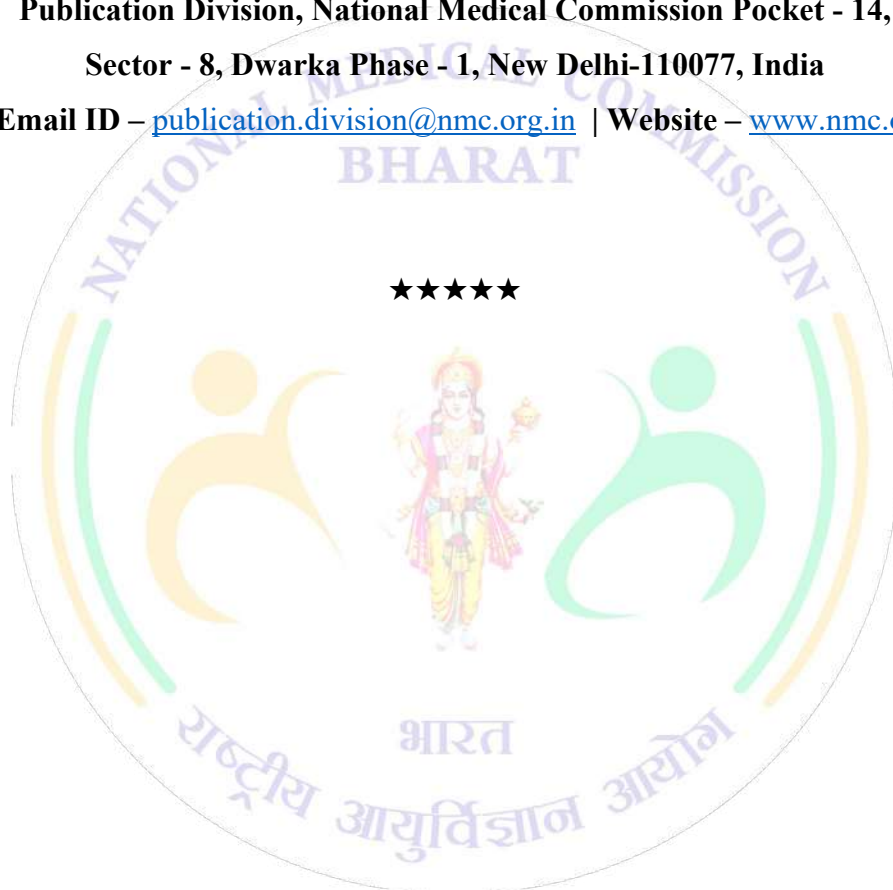 Publication Division, National Medical Commission Pocket - 14,
Sector - 8, Dwarka Phase - 1, New Delhi-110077, India
Email ID – publication.division@nmc.org.in | Website – www.nmc.o
NATIONAL MEDICAL COMMISSION
BHARAT
★★★★★
भारत
राष्ट्रीय आयुर्विज्ञान आयोग